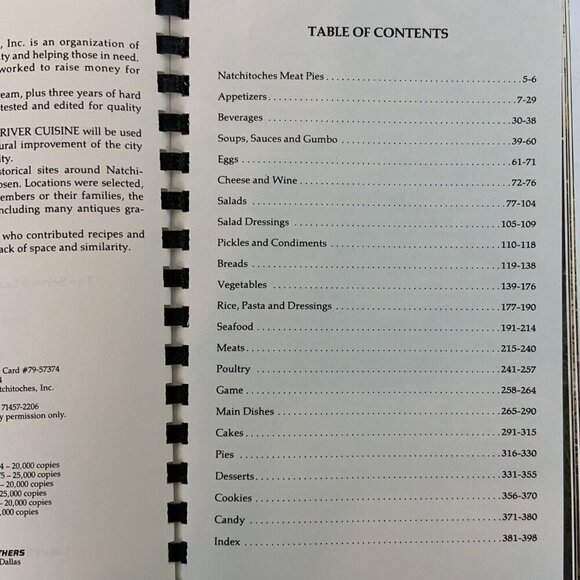 , Inc. is an organization of
ty and helping those in need.
worked to raise money for
eam, plus three years of hard
tested and edited for quality
RIVER CUISINE will be used
ural improvement of the city
ity.
storical sites around Natchi-
osen. Locations were selected,
embers or their families, the
ncluding many antiques gra-
who contributed recipes and
ack of space and similarity.
Card #79-57374
4
tchitoches, Inc.
71457-2206
y permission only.
4 – 20,000 copies
75 – 25,000 copies
– 20,000 copies
25,000 copies
– 20,000 copies
,000 copies
THERS
Dallas
TABLE OF CONTENTS
Natchitoches Meat Pies . . . . . . . . . . 5-6
Appetizers . . . . . . . . . . 7-29
Beverages . . . . . . . . . . 30-38
Soups, Sauces and Gumbo . . . . . . . . . . 39-60
Eggs . . . . . . . . . . 61-71
Cheese and Wine . . . . . . . . . . 72-76
Salads . . . . . . . . . . 77-104
Salad Dressings . . . . . . . . . . 105-109
Pickles and Condiments . . . . . . . . . . 110-118
Breads . . . . . . . . . . 119-138
Vegetables . . . . . . . . . . 139-176
Rice, Pasta and Dressings . . . . . . . . . . 177-190
Seafood . . . . . . . . . . 191-214
Meats . . . . . . . . . . 215-240
Poultry . . . . . . . . . . 241-257
Game . . . . . . . . . . 258-264
Main Dishes . . . . . . . . . . 265-290
Cakes . . . . . . . . . . 291-315
Pies . . . . . . . . . . 316-330
Desserts . . . . . . . . . . 331-355
Cookies . . . . . . . . . . 356-370
Candy . . . . . . . . . . 371-380
Index . . . . . . . . . . 381-398